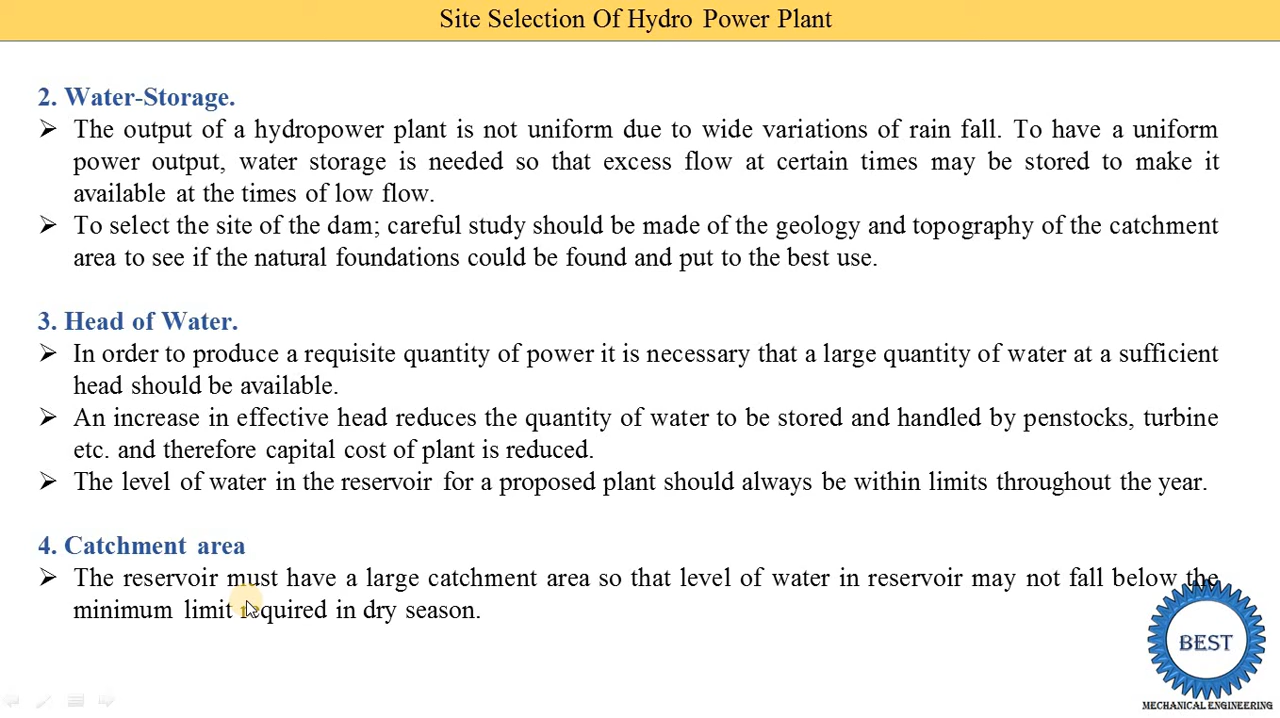 Site Selection Of Hydro Power Plant
2. Water-Storage.
➢ The output of a hydropower plant is not uniform due to wide variations of rain fall. To have a uniform
power output, water storage is needed so that excess flow at certain times may be stored to make it
available at the times of low flow.
➢ To select the site of the dam; careful study should be made of the geology and topography of the catchment
area to see if the natural foundations could be found and put to the best use.
3. Head of Water.
➢ In order to produce a requisite quantity of power it is necessary that a large quantity of water at a sufficient
head should be available.
➢ An increase in effective head reduces the quantity of water to be stored and handled by penstocks, turbine
etc. and therefore capital cost of plant is reduced.
➢ The level of water in the reservoir for a proposed plant should always be within limits throughout the year.
4. Catchment area
➢ The reservoir must have a large catchment area so that level of water in reservoir may not fall below the
minimum limit required in dry season.
BEST
MECHANICAL ENGINEERING